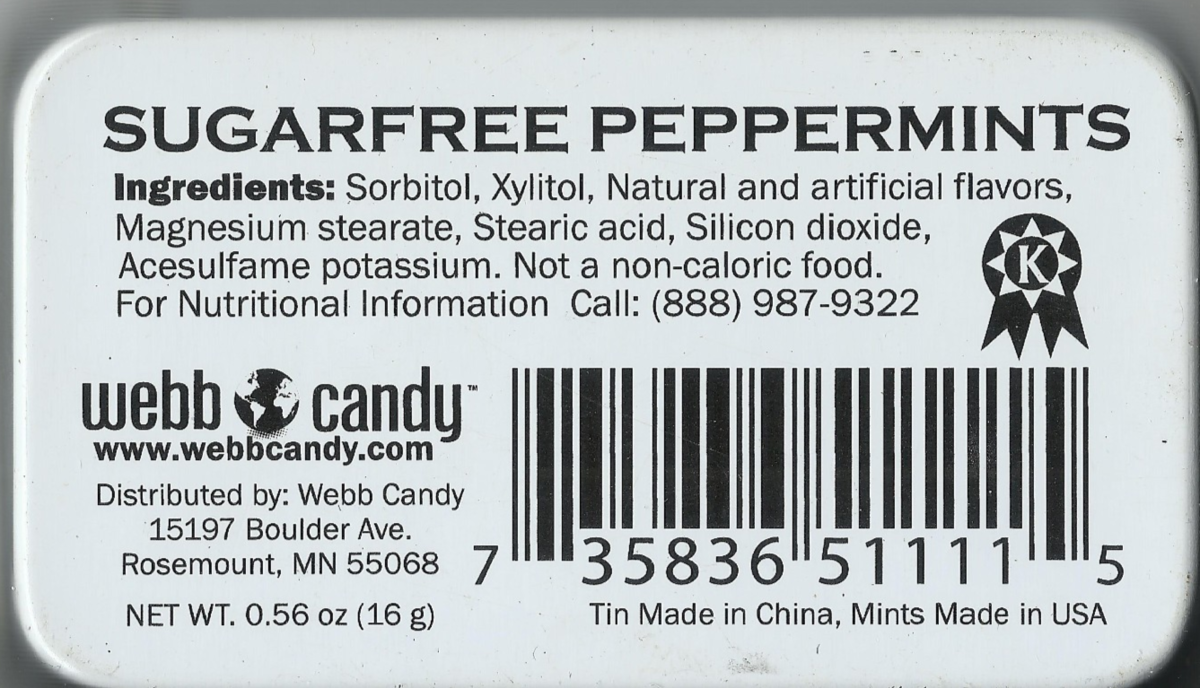 SUGARFREE PEPPERMINTS
Ingredients: Sorbitol, Xylitol, Natural and artificial flavors,
Magnesium stearate, Stearic acid, Silicon dioxide,
Acesulfame potassium. Not a non-caloric food.
For Nutritional Information Call: (888) 987-9322
K
webb candy™
www.webbcandy.com
Distributed by: Webb Candy
15197 Boulder Ave.
Rosemount, MN 55068
NET WT. 0.56 oz (16 g)
7 35836 51111 5
Tin Made in China, Mints Made in USA